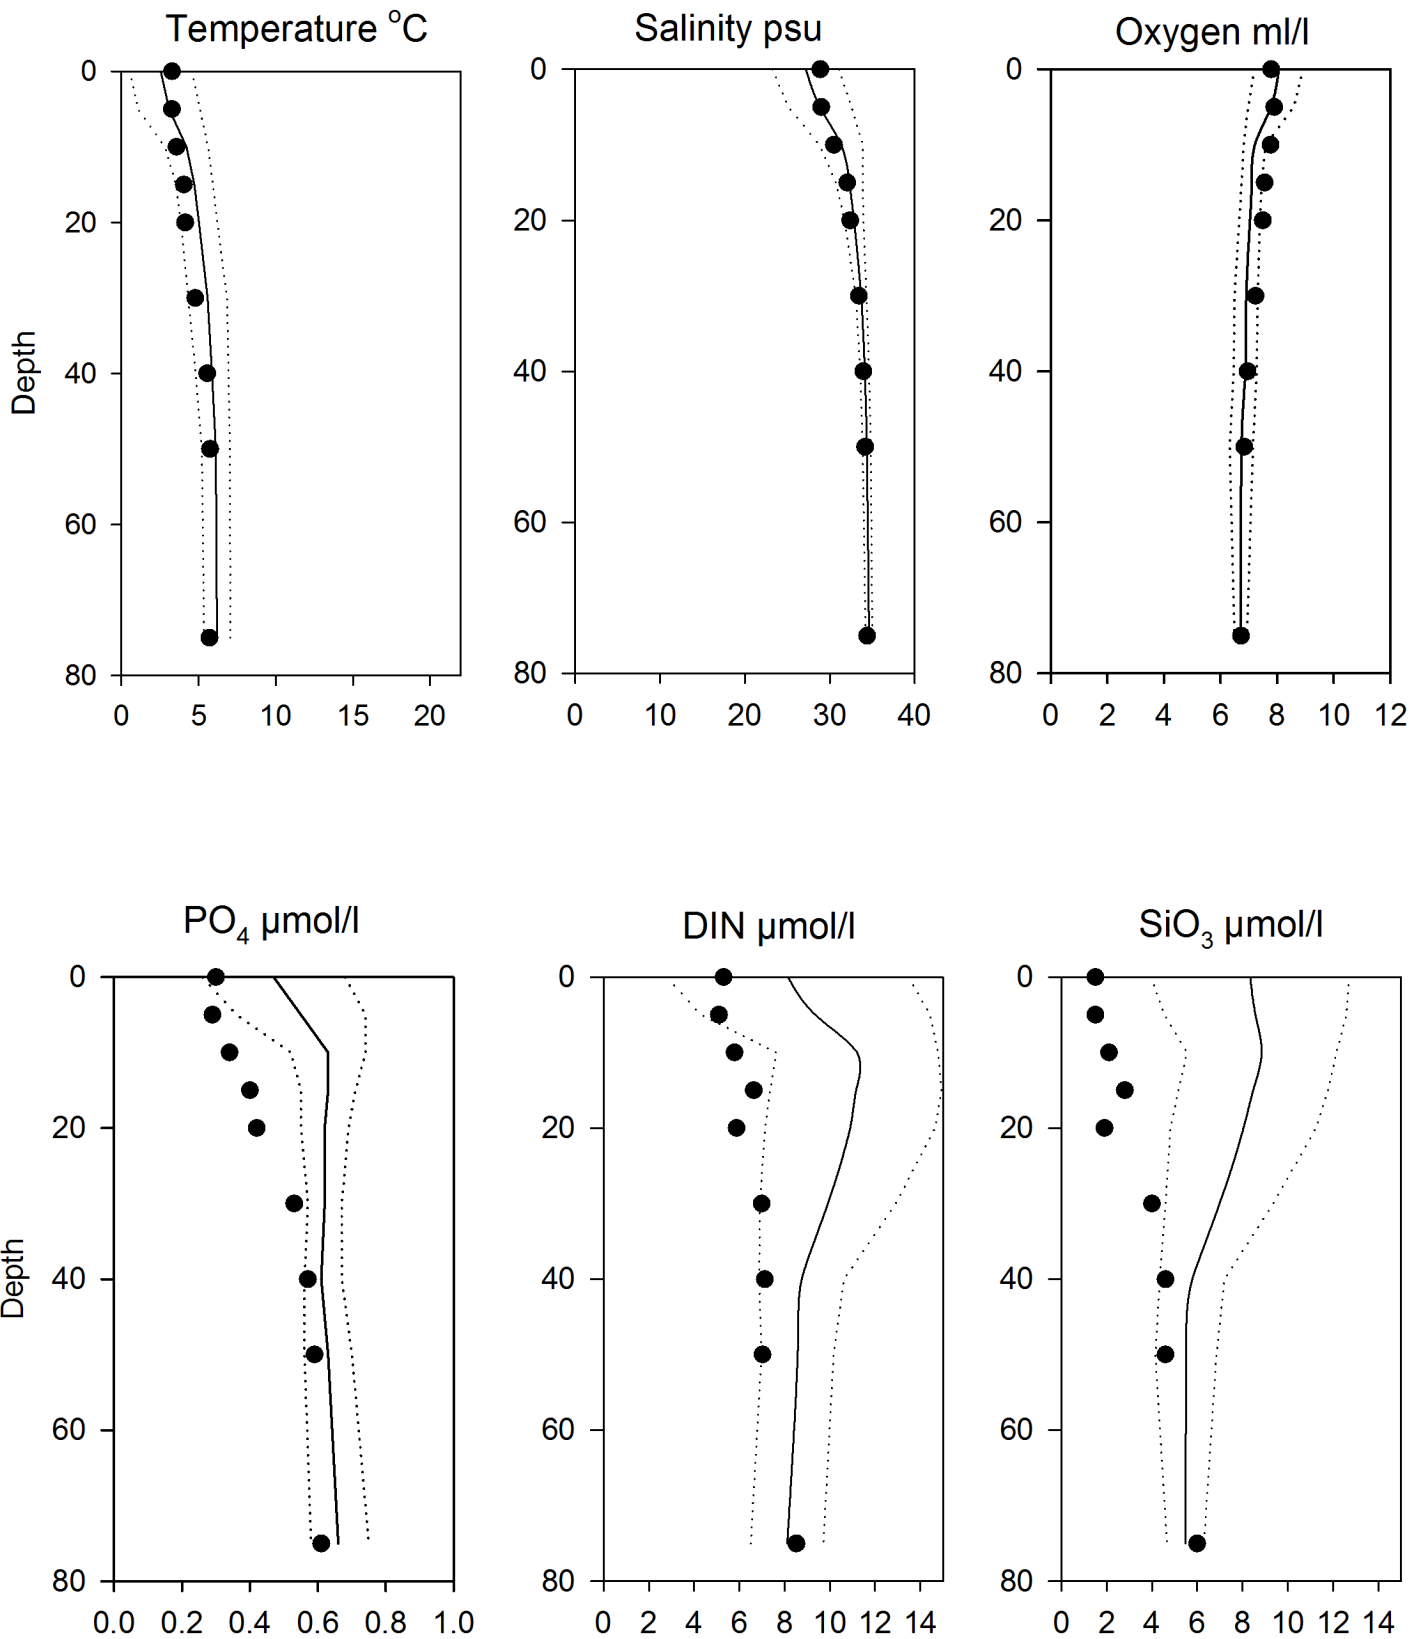 Temperature °C
Salinity psu
Oxygen ml/l
0
20
40
60
80
Depth
0 5 10 15 20
0
20
40
60
80
0 10 20 30 40
0
20
40
60
80
0 2 4 6 8 10 12
PO4 µmol/l
DIN µmol/l
SiO3 µmol/l
0
20
40
60
80
Depth
0.0 0.2 0.4 0.6 0.8 1.0
0
20
40
60
80
0 2 4 6 8 10 12 14
0
20
40
60
80
0 2 4 6 8 10 12 14